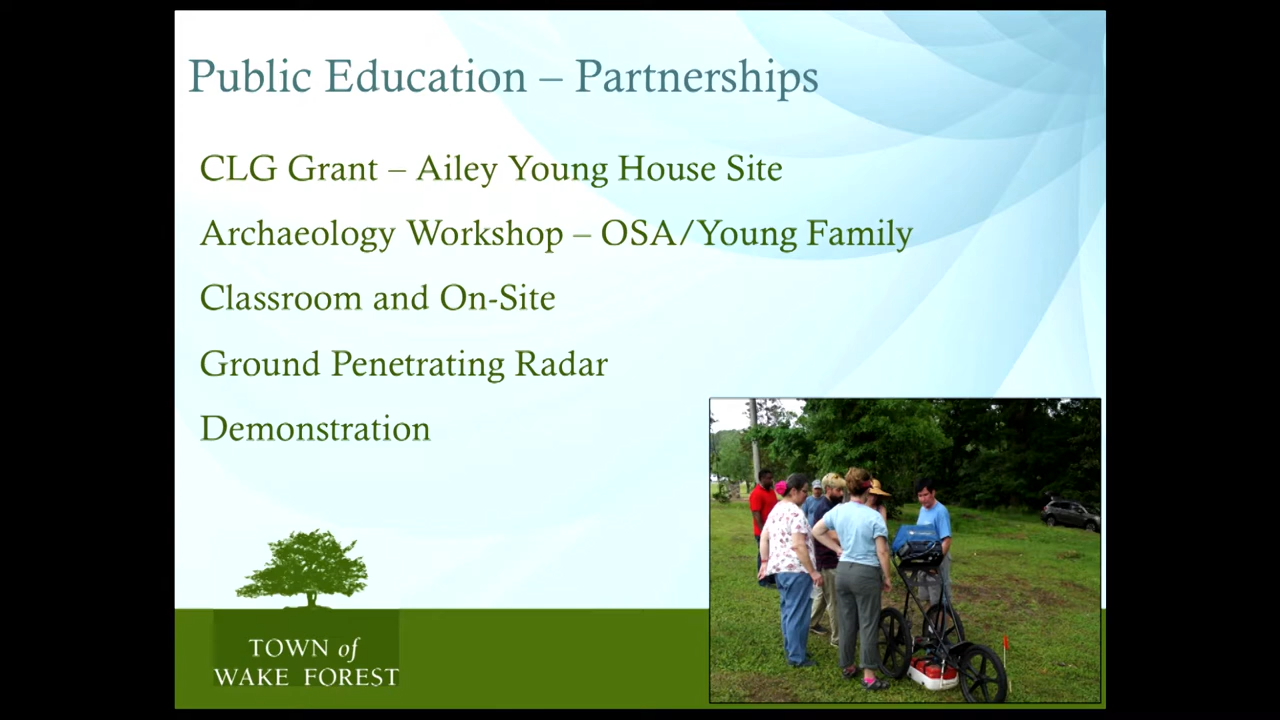 Public Education – Partnerships
CLG Grant – Ailey Young House Site
Archaeology Workshop – OSA/Young Family
Classroom and On-Site
Ground Penetrating Radar
Demonstration
TOWN of
WAKE FOREST